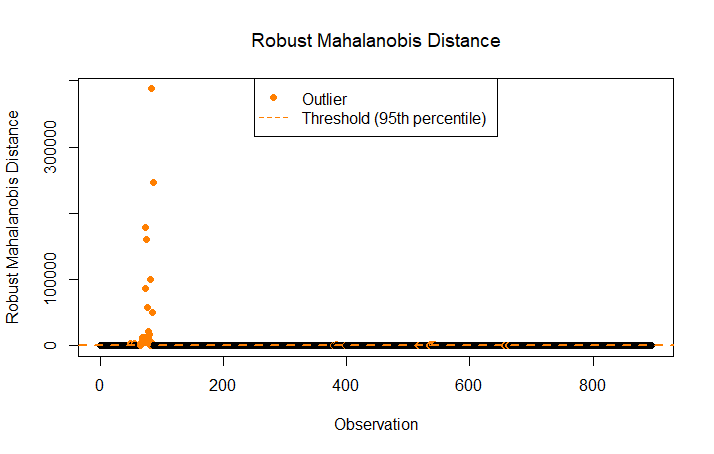 Robust Mahalanobis Distance
Outlier
Threshold (95th percentile)
Robust Mahalanobis Distance
300000
100000
0
0 200 400 600 800
Observation